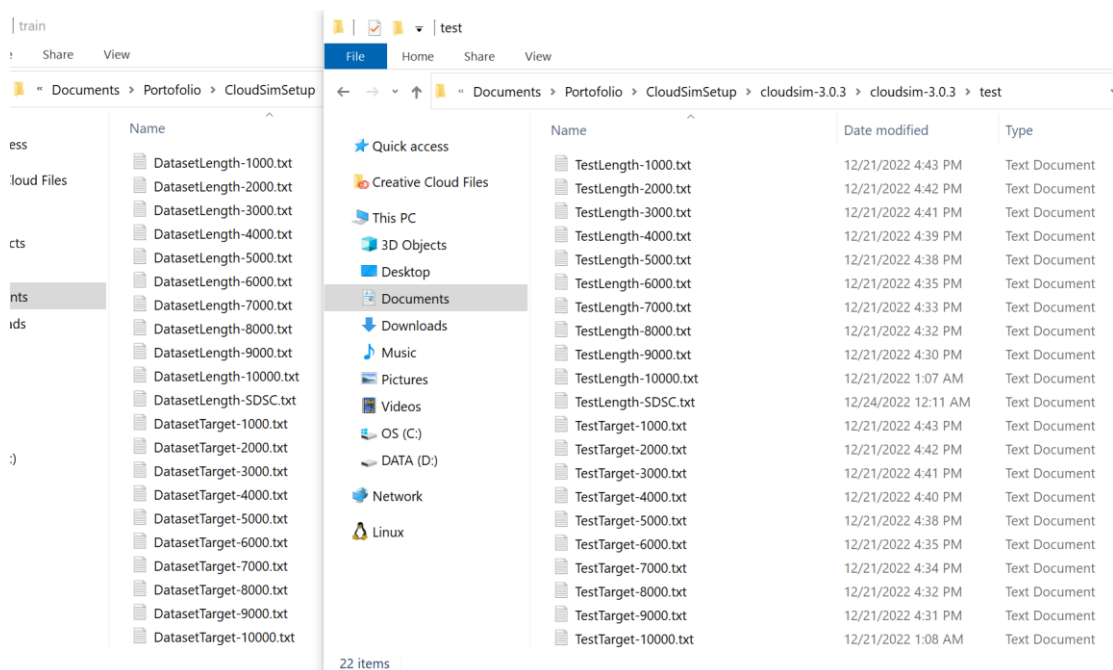 train
Share View
« Documents › Portofolio › CloudSimSetup
Name
DatasetLength-1000.txt
DatasetLength-2000.txt
DatasetLength-3000.txt
DatasetLength-4000.txt
DatasetLength-5000.txt
DatasetLength-6000.txt
DatasetLength-7000.txt
DatasetLength-8000.txt
DatasetLength-9000.txt
DatasetLength-10000.txt
DatasetLength-SDSC.txt
DatasetTarget-1000.txt
DatasetTarget-2000.txt
DatasetTarget-3000.txt
DatasetTarget-4000.txt
DatasetTarget-5000.txt
DatasetTarget-6000.txt
DatasetTarget-7000.txt
DatasetTarget-8000.txt
DatasetTarget-9000.txt
DatasetTarget-10000.txt
ess
loud Files
cts
nts
ads
:)
test
File Home Share View
« Documents › Portofolio › CloudSimSetup › cloudsim-3.0.3 › cloudsim-3.0.3 › test
Quick access
Creative Cloud Files
This PC
3D Objects
Desktop
Documents
Downloads
Music
Pictures
Videos
OS (C:)
DATA (D:)
Network
Linux
Name Date modified Type
TestLength-1000.txt 12/21/2022 4:43 PM Text Document
TestLength-2000.txt 12/21/2022 4:42 PM Text Document
TestLength-3000.txt 12/21/2022 4:41 PM Text Document
TestLength-4000.txt 12/21/2022 4:39 PM Text Document
TestLength-5000.txt 12/21/2022 4:38 PM Text Document
TestLength-6000.txt 12/21/2022 4:35 PM Text Document
TestLength-7000.txt 12/21/2022 4:33 PM Text Document
TestLength-8000.txt 12/21/2022 4:32 PM Text Document
TestLength-9000.txt 12/21/2022 4:30 PM Text Document
TestLength-10000.txt 12/21/2022 1:07 AM Text Document
TestLength-SDSC.txt 12/24/2022 12:11 AM Text Document
TestTarget-1000.txt 12/21/2022 4:43 PM Text Document
TestTarget-2000.txt 12/21/2022 4:42 PM Text Document
TestTarget-3000.txt 12/21/2022 4:41 PM Text Document
TestTarget-4000.txt 12/21/2022 4:40 PM Text Document
TestTarget-5000.txt 12/21/2022 4:38 PM Text Document
TestTarget-6000.txt 12/21/2022 4:35 PM Text Document
TestTarget-7000.txt 12/21/2022 4:34 PM Text Document
TestTarget-8000.txt 12/21/2022 4:32 PM Text Document
TestTarget-9000.txt 12/21/2022 4:31 PM Text Document
TestTarget-10000.txt 12/21/2022 1:08 AM Text Document
22 items